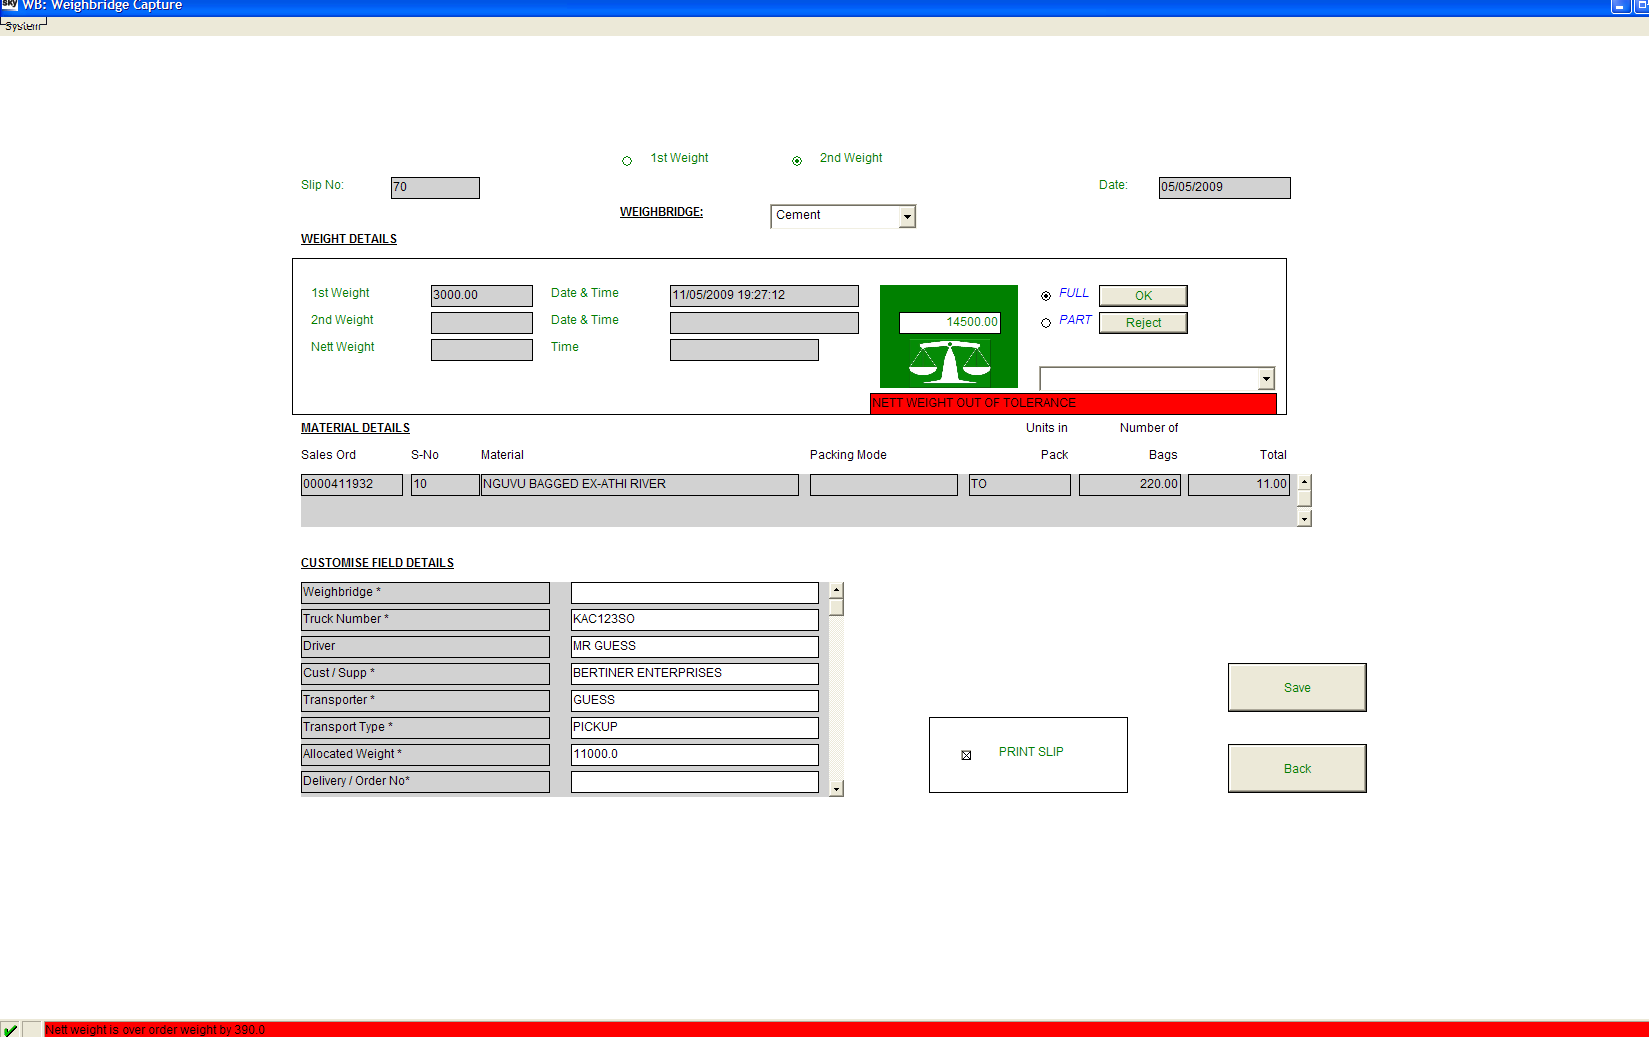 sky WB: Weighbridge Capture
System
1st Weight 2nd Weight
Slip No: 70 Date: 05/05/2009
WEIGHBRIDGE: Cement
WEIGHT DETAILS
1st Weight 3000.00 Date & Time 11/05/2009 19:27:12 FULL OK
2nd Weight Date & Time 14500.00 PART Reject
Nett Weight Time
NETT WEIGHT OUT OF TOLERANCE
MATERIAL DETAILS Units in Number of
Sales Ord S-No Material Packing Mode Pack Bags Total
0000411932 10 NGUVU BAGGED EX-ATHI RIVER TO 220.00 11.00
CUSTOMISE FIELD DETAILS
Weighbridge *
Truck Number * KAC123SO
Driver MR GUESS
Cust / Supp * BERTINER ENTERPRISES
Transporter * GUESS
Transport Type * PICKUP
Allocated Weight * 11000.0
Delivery / Order No*
Save
PRINT SLIP
Back
Nett weight is over order weight by 390.0